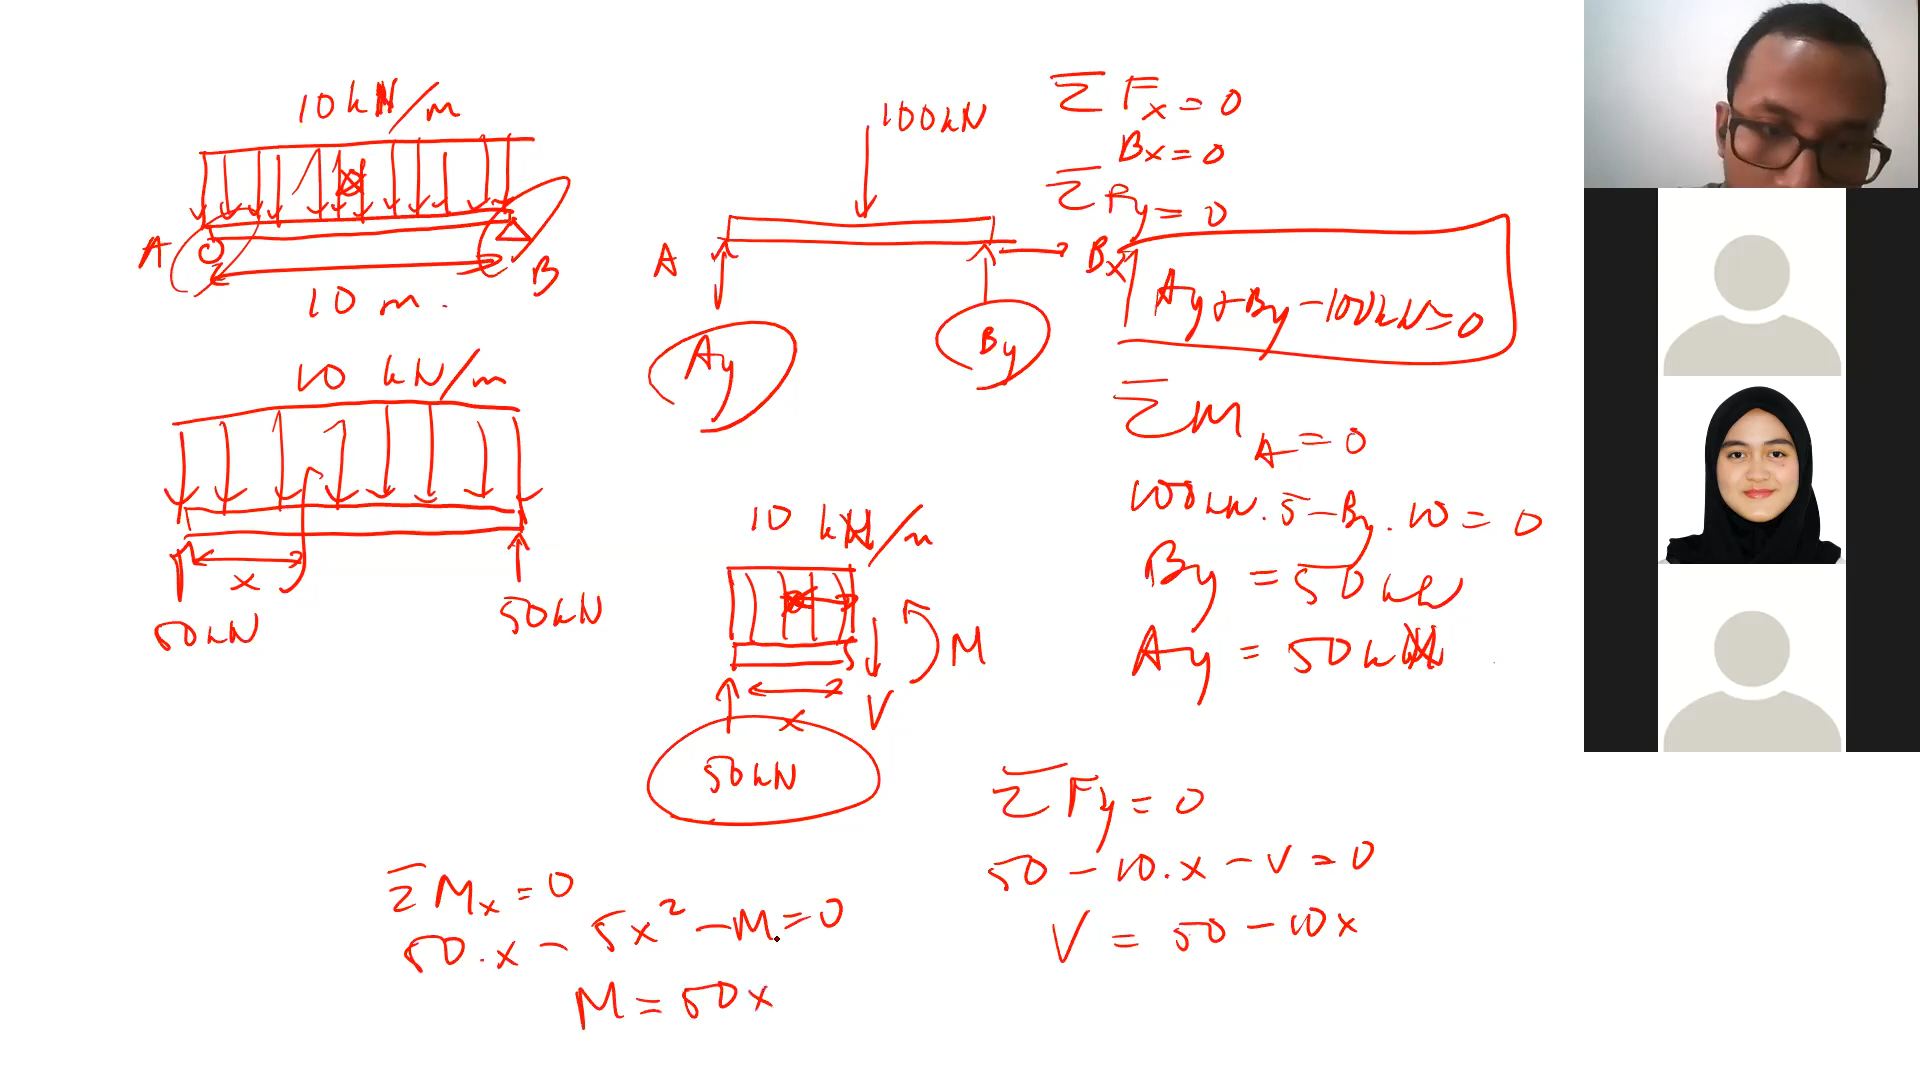 10 kN/m
A
B
10 m.
10 kN/m
x
50 kN
50 kN
100 kN
A
Bx
Ay
By
ΣFx = 0
Bx = 0
ΣFy = 0
Ay + By - 100 kN = 0
ΣM A = 0
100 kN . 5 - By . 10 = 0
By = 50 kN
Ay = 50 kN
10 kN/m
M
V
x
50 kN
ΣFy = 0
50 - 10.x - V = 0
V = 50 - 10x
ΣMx = 0
50.x - 5x² - M = 0
M = 50x